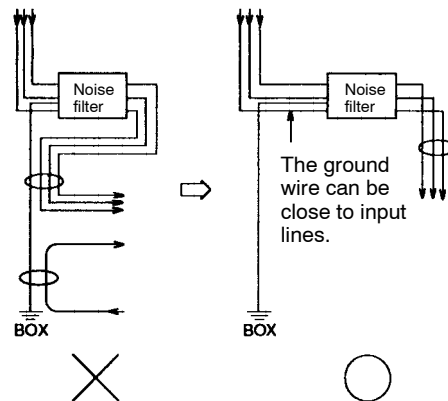 Noise
filter
BOX
Noise
filter
The ground
wire can be
close to input
lines.
BOX